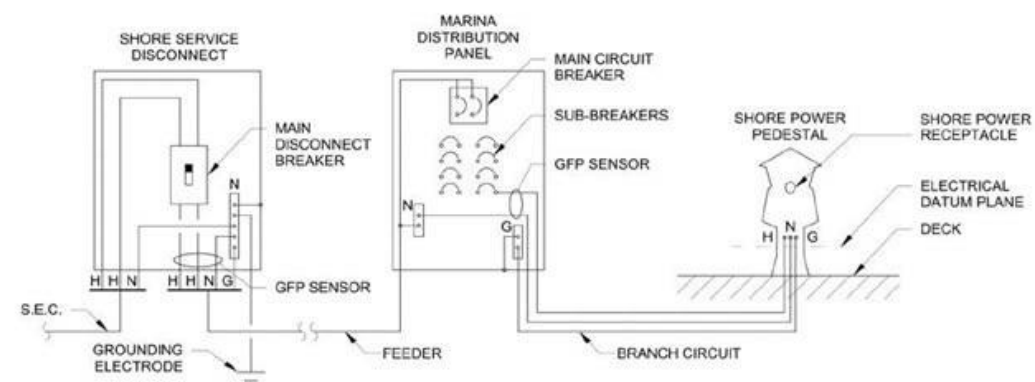 SHORE SERVICE
DISCONNECT
MAIN
DISCONNECT
BREAKER
N
H H N
H H N G
GFP SENSOR
S.E.C.
GROUNDING
ELECTRODE
FEEDER
MARINA
DISTRIBUTION
PANEL
MAIN CIRCUIT
BREAKER
SUB-BREAKERS
GFP SENSOR
N
G
BRANCH CIRCUIT
SHORE POWER
PEDESTAL
SHORE POWER
RECEPTACLE
ELECTRICAL
DATUM PLANE
DECK
H N G